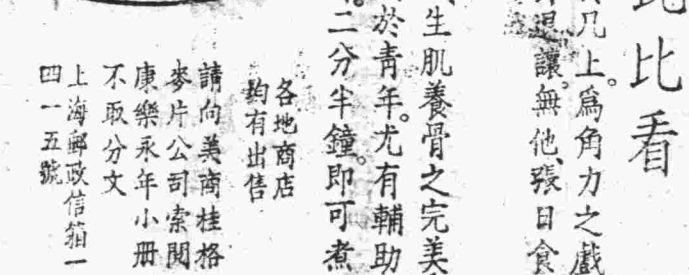 比看
几上。爲角力之戲
退讓。無他、張日食
生肌養骨之完美
於青年。尤有輔助
二分半鐘。即可煮
各地商店
均有出售
請向美商桂格
麥片公司索閱
康樂永年小册
不取分文
上海郵政信箱一
四一五號